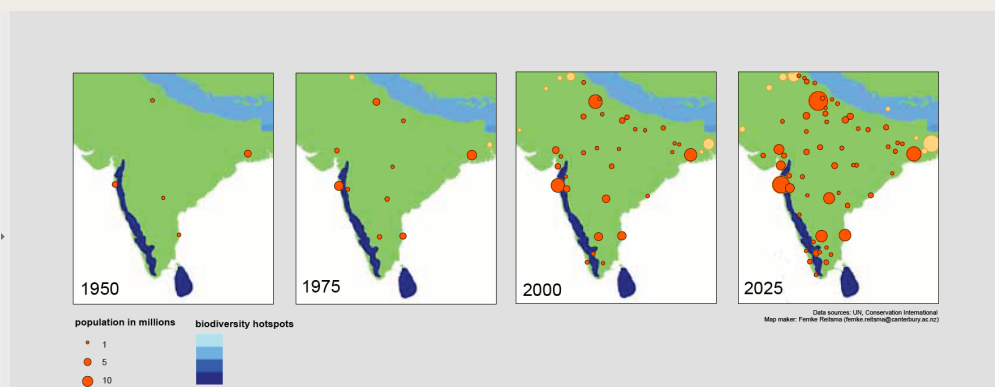 1950
1975
2000
2025
Data sources: UN, Conservation International
Map maker: Femke Reitsma (femke.reitsma@canterbury.ac.nz)
population in millions
biodiversity hotspots
1
5
10